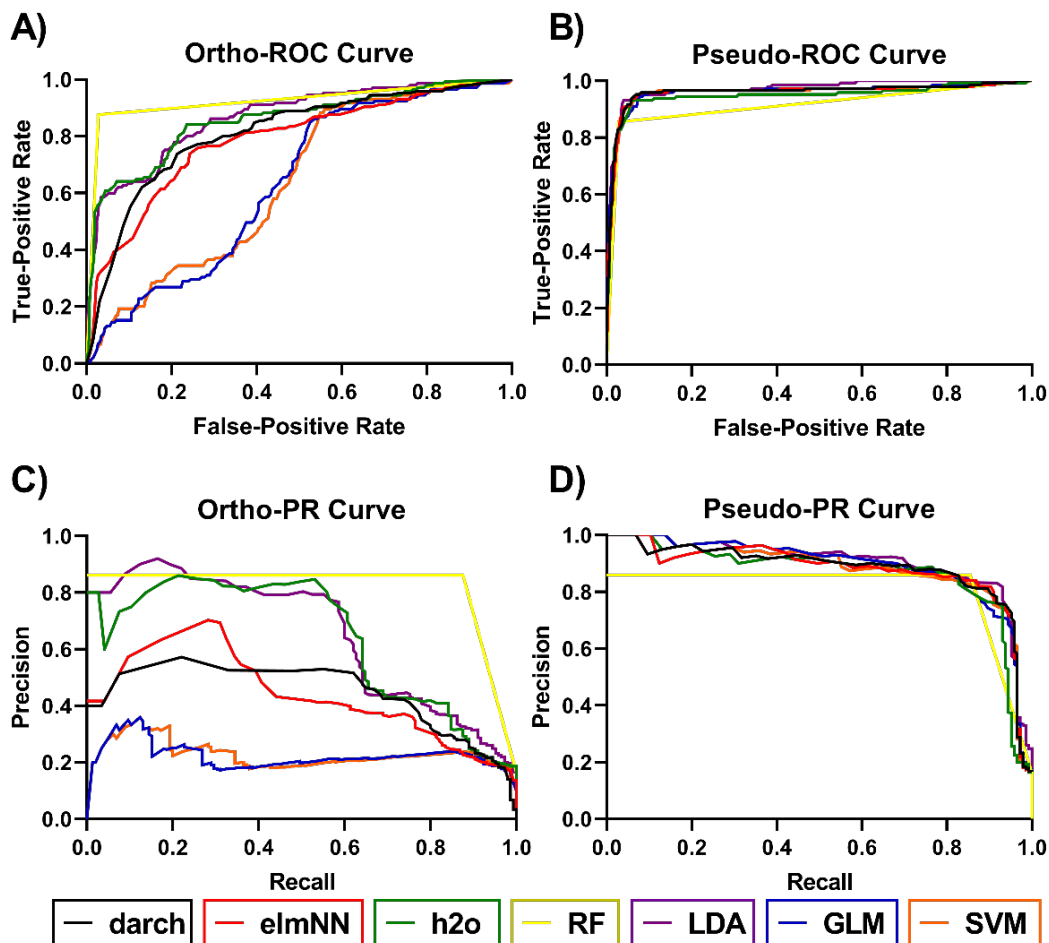 A)
Ortho-ROC Curve
True-Positive Rate
1.0
0.8
0.6
0.4
0.2
0.0
0.0 0.2 0.4 0.6 0.8 1.0
False-Positive Rate
B)
Pseudo-ROC Curve
True-Positive Rate
1.0
0.8
0.6
0.4
0.2
0.0
0.0 0.2 0.4 0.6 0.8 1.0
False-Positive Rate
C)
Ortho-PR Curve
Precision
1.0
0.8
0.6
0.4
0.2
0.0
0.0 0.2 0.4 0.6 0.8 1.0
Recall
D)
Pseudo-PR Curve
Precision
1.0
0.8
0.6
0.4
0.2
0.0
0.0 0.2 0.4 0.6 0.8 1.0
Recall
darch elmNN h2o RF LDA GLM SVM